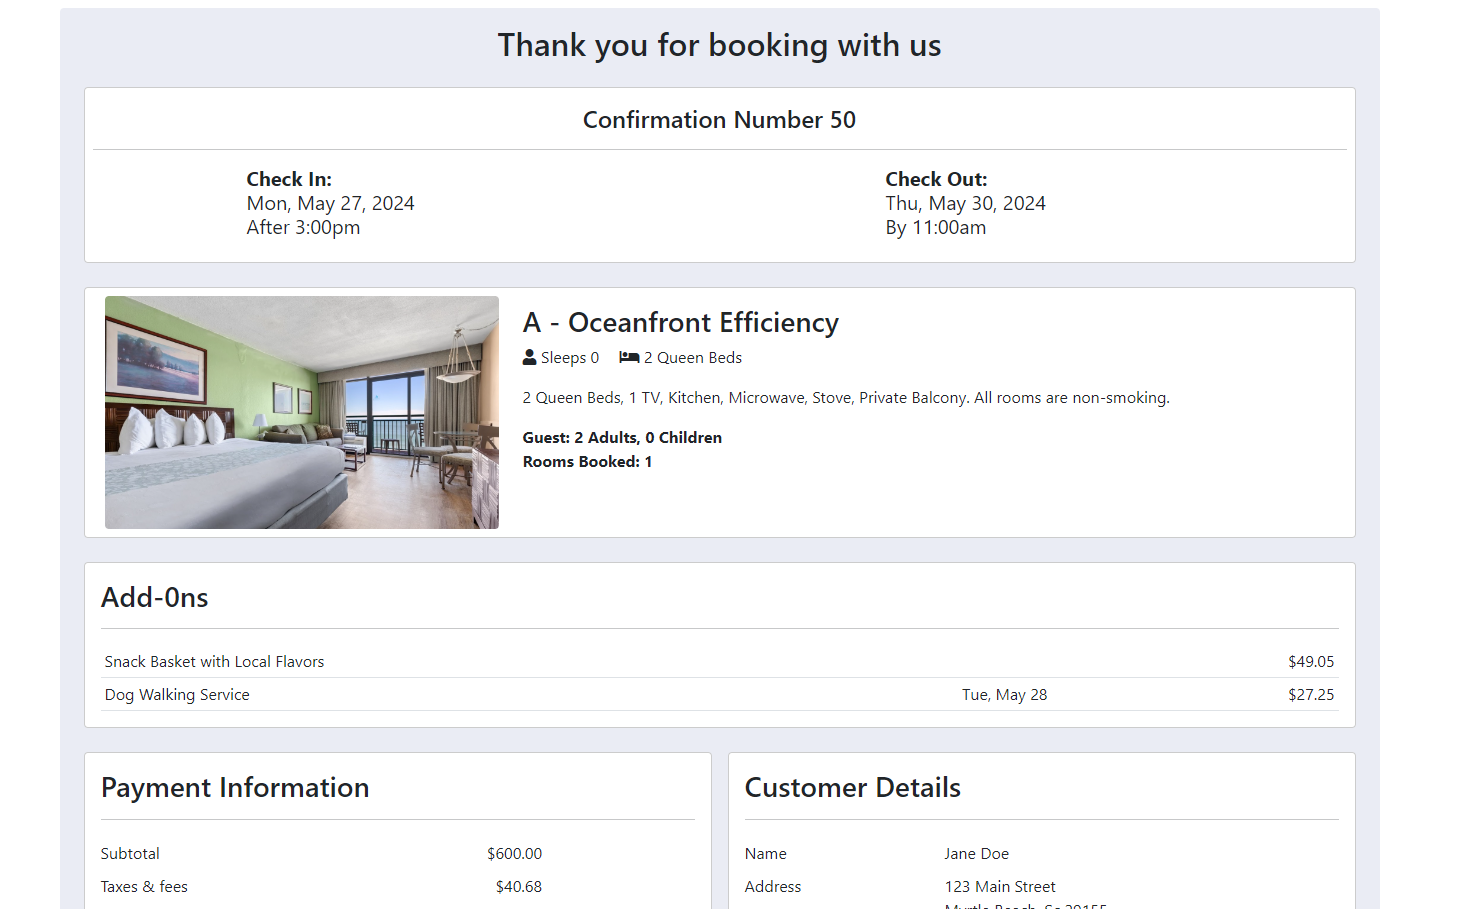 Thank you for booking with us
Confirmation Number 50
Check In:
Mon, May 27, 2024
After 3:00pm
Check Out:
Thu, May 30, 2024
By 11:00am
A - Oceanfront Efficiency
Sleeps 0 2 Queen Beds
2 Queen Beds, 1 TV, Kitchen, Microwave, Stove, Private Balcony. All rooms are non-smoking.
Guest: 2 Adults, 0 Children
Rooms Booked: 1
Add-0ns
Snack Basket with Local Flavors $49.05
Dog Walking Service Tue, May 28 $27.25
Payment Information
Subtotal $600.00
Taxes & fees $40.68
Customer Details
Name Jane Doe
Address 123 Main Street
Myrtle Beach, Sc 29155